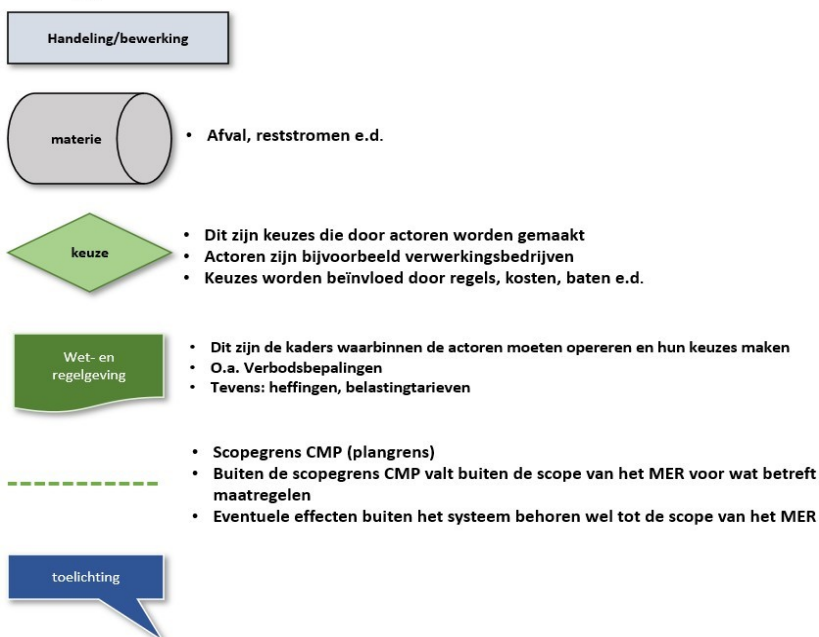 Handeling/bewerking
materie
• Afval, reststromen e.d.
keuze
• Dit zijn keuzes die door actoren worden gemaakt
• Actoren zijn bijvoorbeeld verwerkingsbedrijven
• Keuzes worden beïnvloed door regels, kosten, baten e.d.
Wet- en
regelgeving
• Dit zijn de kaders waarbinnen de actoren moeten opereren en hun keuzes maken
• O.a. Verbodsbepalingen
• Tevens: heffingen, belastingtarieven
• Scopegrens CMP (plangrens)
• Buiten de scopegrens CMP valt buiten de scope van het MER voor wat betreft
maatregelen
• Eventuele effecten buiten het systeem behoren wel tot de scope van het MER
toelichting